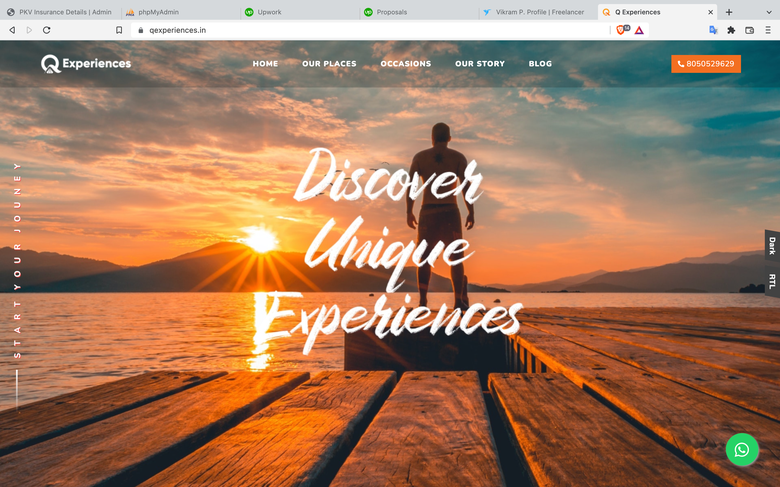 PKV Insurance Details | Admin
phpMyAdmin
Upwork
Proposals
Vikram P. Profile | Freelancer
Q Experiences
qexperiences.in
Q Experiences
HOME
OUR PLACES
OCCASIONS
OUR STORY
BLOG
8050529629
Discover
Unique
Experiences
START YOUR JOUNEY
Dark
RTL